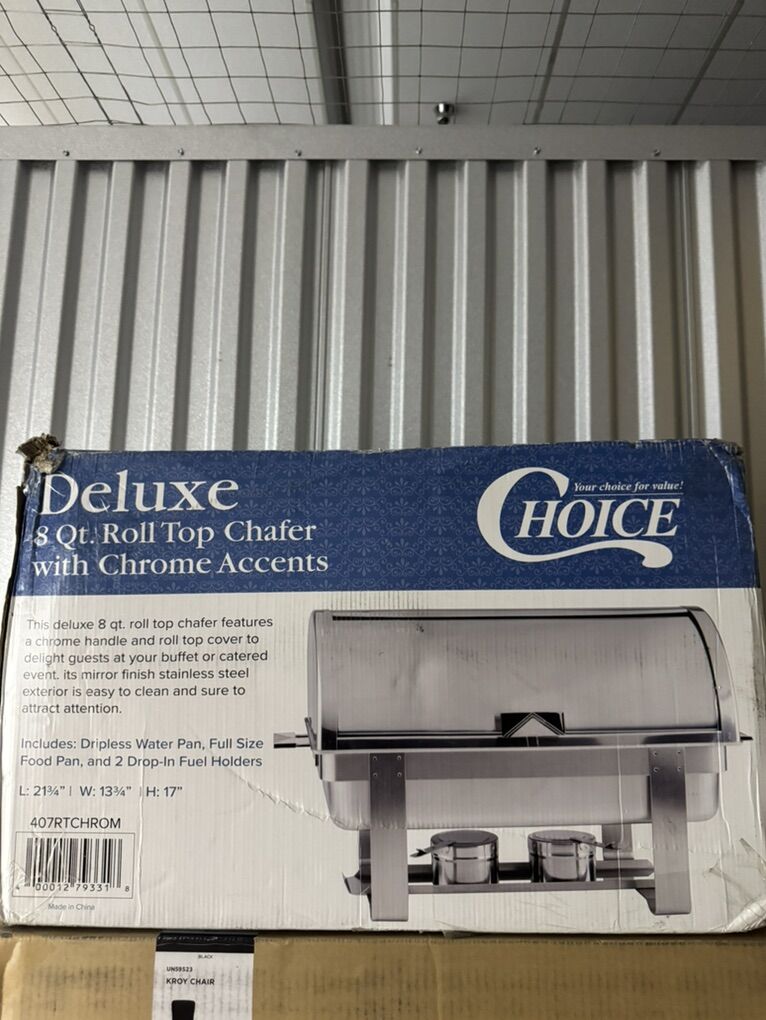 Deluxe
8 Qt. Roll Top Chafer
with Chrome Accents
Your choice for value!
CHOICE
This deluxe 8 qt. roll top chafer features
a chrome handle and roll top cover to
delight guests at your buffet or catered
event. its mirror finish stainless steel
exterior is easy to clean and sure to
attract attention.
Includes: Dripless Water Pan, Full Size
Food Pan, and 2 Drop-In Fuel Holders
L: 21¾" | W: 13¾" | H: 17"
407RTCHROM
4 00012 79331 8
Made in China
BLACK
UN59523
KROY CHAIR